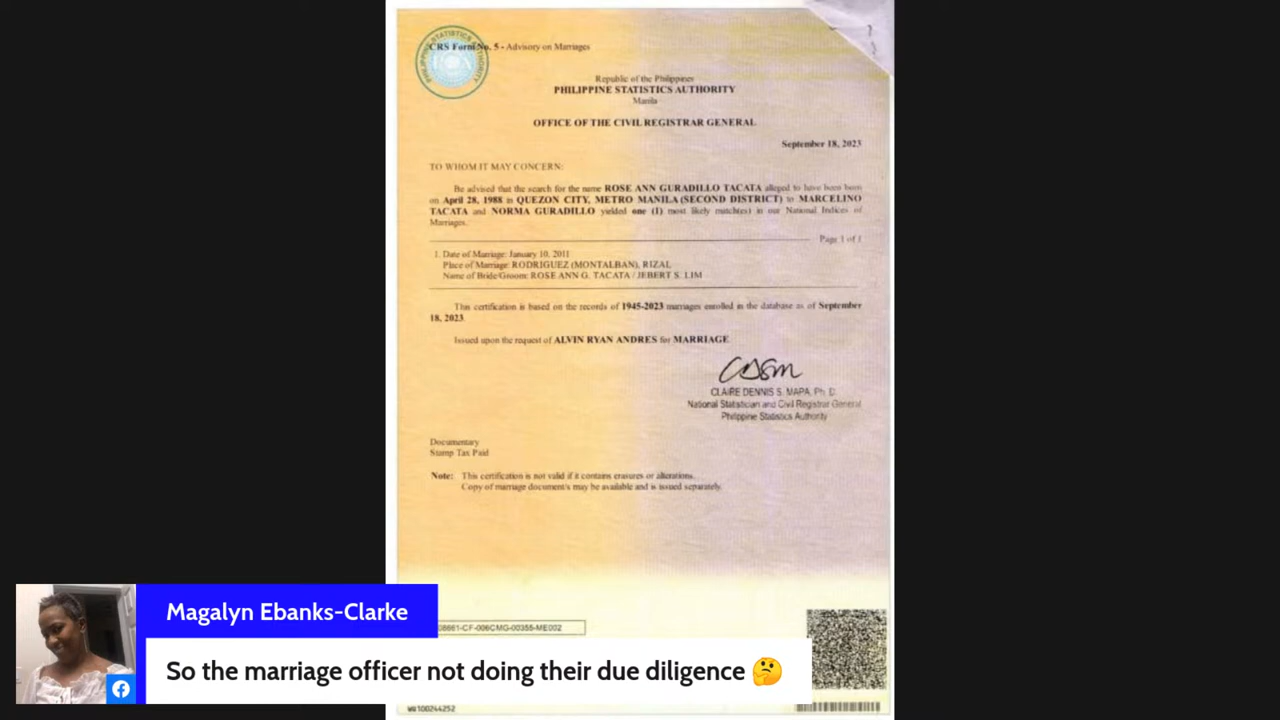 CRS Form No. 5 - Advisory on Marriages
Republic of the Philippines
PHILIPPINE STATISTICS AUTHORITY
Manila
OFFICE OF THE CIVIL REGISTRAR GENERAL
September 18, 2023
TO WHOM IT MAY CONCERN:
Be advised that the search for the name ROSE ANN GURADILLO TACATA alleged to have been born
on April 28, 1988 in QUEZON CITY, METRO MANILA (SECOND DISTRICT) to MARCELINO
TACATA and NORMA GURADILLO yielded one (1) most likely match(es) in our National Indices of
Marriages.
Page 1 of 1
1. Date of Marriage: January 10, 2011
Place of Marriage: RODRIGUEZ (MONTALBAN), RIZAL
Name of Bride/Groom: ROSE ANN G. TACATA / JEBERT S. LIM
This certification is based on the records of 1945-2023 marriages enrolled in the database as of September
18, 2023.
Issued upon the request of ALVIN RYAN ANDRES for MARRIAGE.
CLAIRE DENNIS S. MAPA, Ph. D.
National Statistician and Civil Registrar General
Philippine Statistics Authority
Documentary
Stamp Tax Paid
Note: This certification is not valid if it contains erasures or alterations.
Copy of marriage document/s may be available and is issued separately.
08661-CF-006CMG-00355-ME002
Magalyn Ebanks-Clarke
So the marriage officer not doing their due diligence 🤔